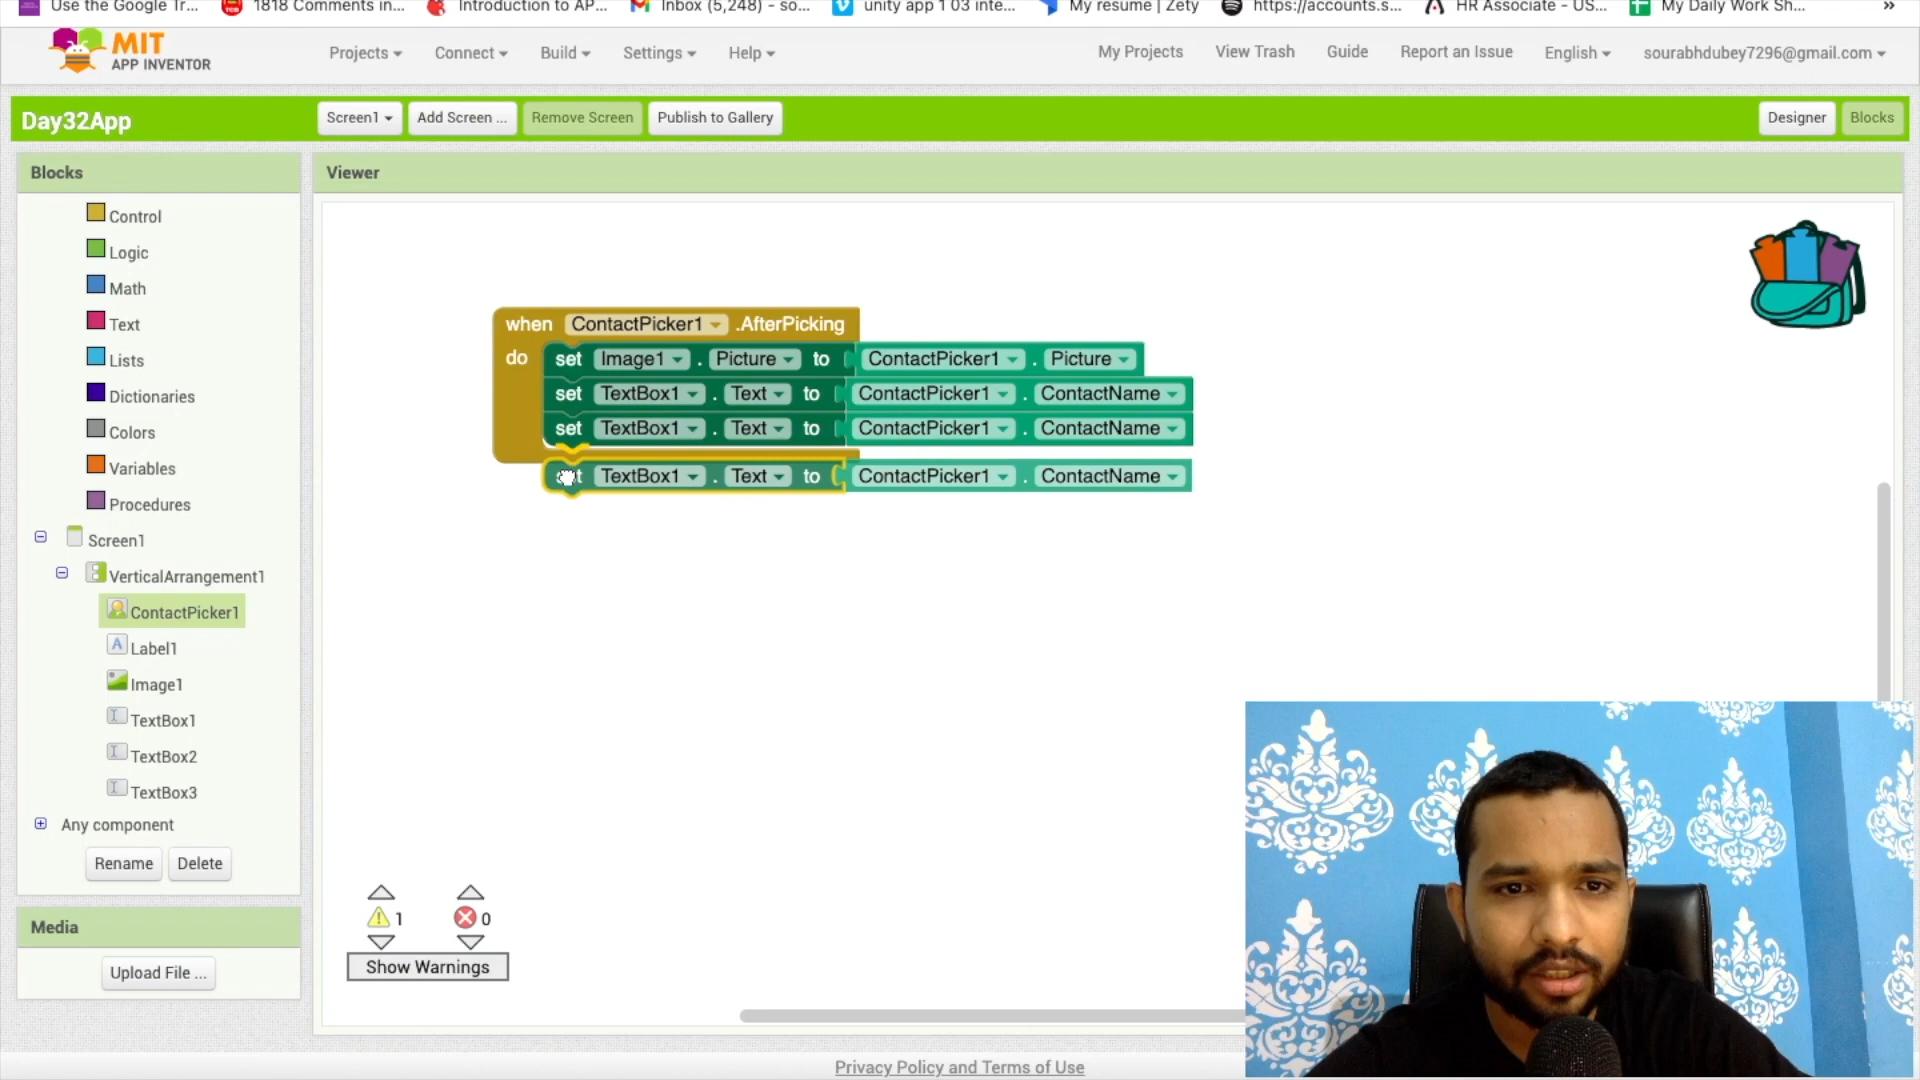 Use the Google Tr...
1818 Comments in...
Introduction to AP...
Inbox (5,248) - so...
unity app 1 03 inte...
My resume | Zety
https://accounts.s...
HR Associate - US...
My Daily Work Sh...
»
MIT
APP INVENTOR
Projects
Connect
Build
Settings
Help
My Projects
View Trash
Guide
Report an Issue
English
sourabhdubey7296@gmail.com
Day32App
Screen1
Add Screen ...
Remove Screen
Publish to Gallery
Designer
Blocks
Blocks
Viewer
Control
Logic
Math
Text
Lists
Dictionaries
Colors
Variables
Procedures
Screen1
VerticalArrangement1
ContactPicker1
Label1
Image1
TextBox1
TextBox2
TextBox3
Any component
Rename
Delete
Media
Upload File ...
when ContactPicker1 .AfterPicking
do set Image1 . Picture to ContactPicker1 . Picture
set TextBox1 . Text to ContactPicker1 . ContactName
set TextBox1 . Text to ContactPicker1 . ContactName
TextBox1 . Text to ContactPicker1 . ContactName
1
0
Show Warnings
Privacy Policy and Terms of Use